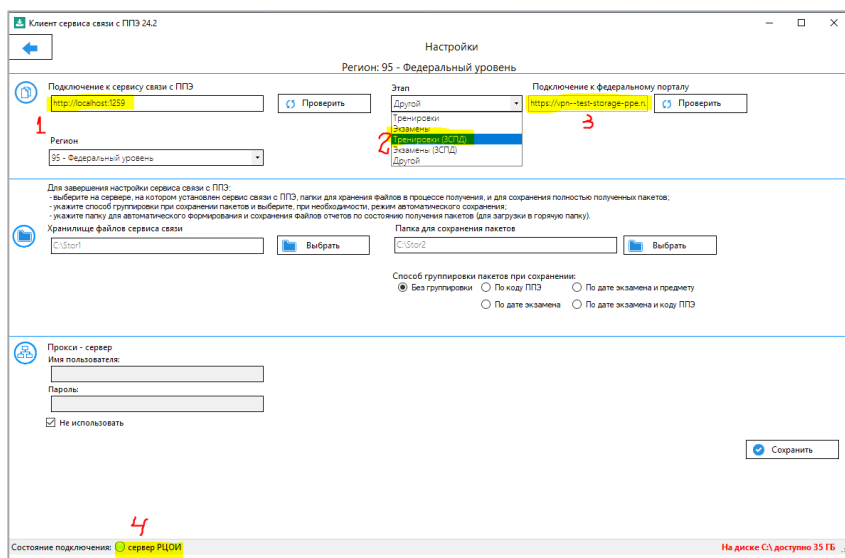 Клиент сервиса связи с ППЭ 24.2
Настройки
Регион: 95 - Федеральный уровень
Подключение к сервису связи с ППЭ
http://localhost:1259
Проверить
1
Этап
Другой
Тренировки
Экзамены
Тренировки (ЗСПД)
Экзамены (ЗСПД)
Другой
2
Подключение к федеральному порталу
https://vpn--test-storage-ppe.r
Проверить
3
Регион
95 - Федеральный уровень
Для завершения настройки сервиса связи с ППЭ:
- выберите на сервере, на котором установлен сервис связи с ППЭ, папки для хранения файлов в процессе получения, и для сохранения полностью полученных пакетов;
- укажите способ группировки при сохранении пакетов и выберите, при необходимости, режим автоматического сохранения;
- укажите папку для автоматического формирования и сохранения файлов отчетов по состоянию получения пакетов (для загрузки в горячую папку).
Хранилище файлов сервиса связи
C:\Stor1
Выбрать
Папка для сохранения пакетов
C:\Stor2
Выбрать
Способ группировки пакетов при сохранении:
Без группировки По коду ППЭ По дате экзамена и предмету
По дате экзамена По дате экзамена и коду ППЭ
Прокси - сервер
Имя пользователя:
Пароль:
Не использовать
Сохранить
4
Состояние подключения: сервер РЦОИ
На диске C:\ доступно 35 ГБ